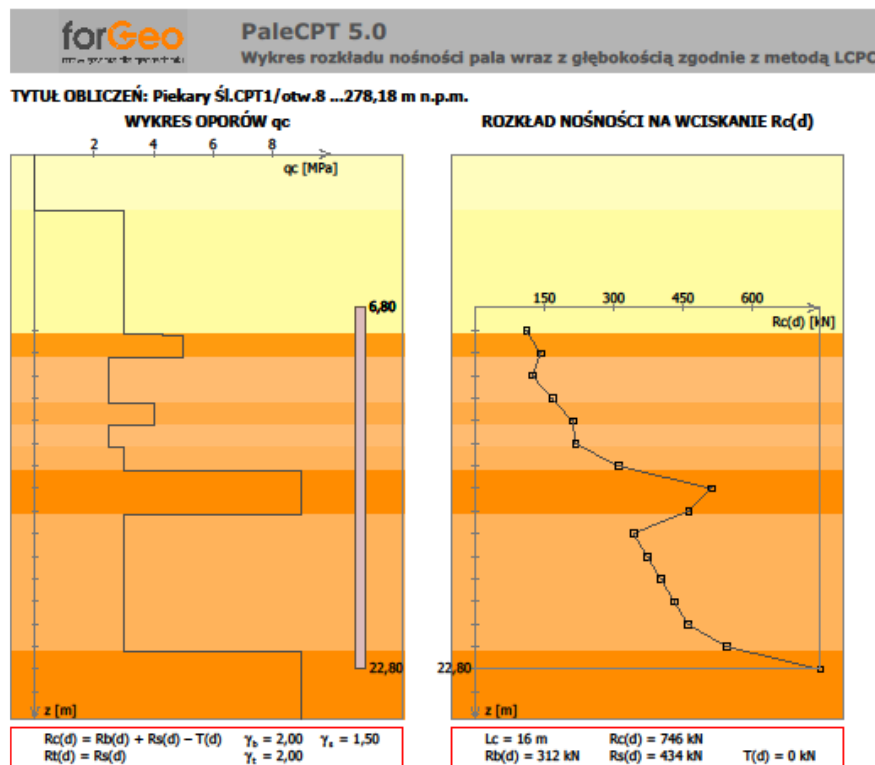 forGeo
PaleCPT 5.0
Wykres rozkładu nośności pala wraz z głębokością zgodnie z metodą LCPC
TYTUŁ OBLICZEŃ: Piekary Śl.CPT1/otw.8 ...278,18 m n.p.m.
WYKRES OPORÓW qc
2 4 6 8
qc [MPa]
6,80
22,80
z [m]
ROZKŁAD NOŚNOŚCI NA WCISKANIE Rc(d)
150 300 450 600
Rc(d) [kN]
22,80
z [m]
Rc(d) = Rb(d) + Rs(d) – T(d) γb = 2,00 γs = 1,50
Rt(d) = Rs(d) γt = 2,00
Lc = 16 m Rc(d) = 746 kN
Rb(d) = 312 kN Rs(d) = 434 kN T(d) = 0 kN